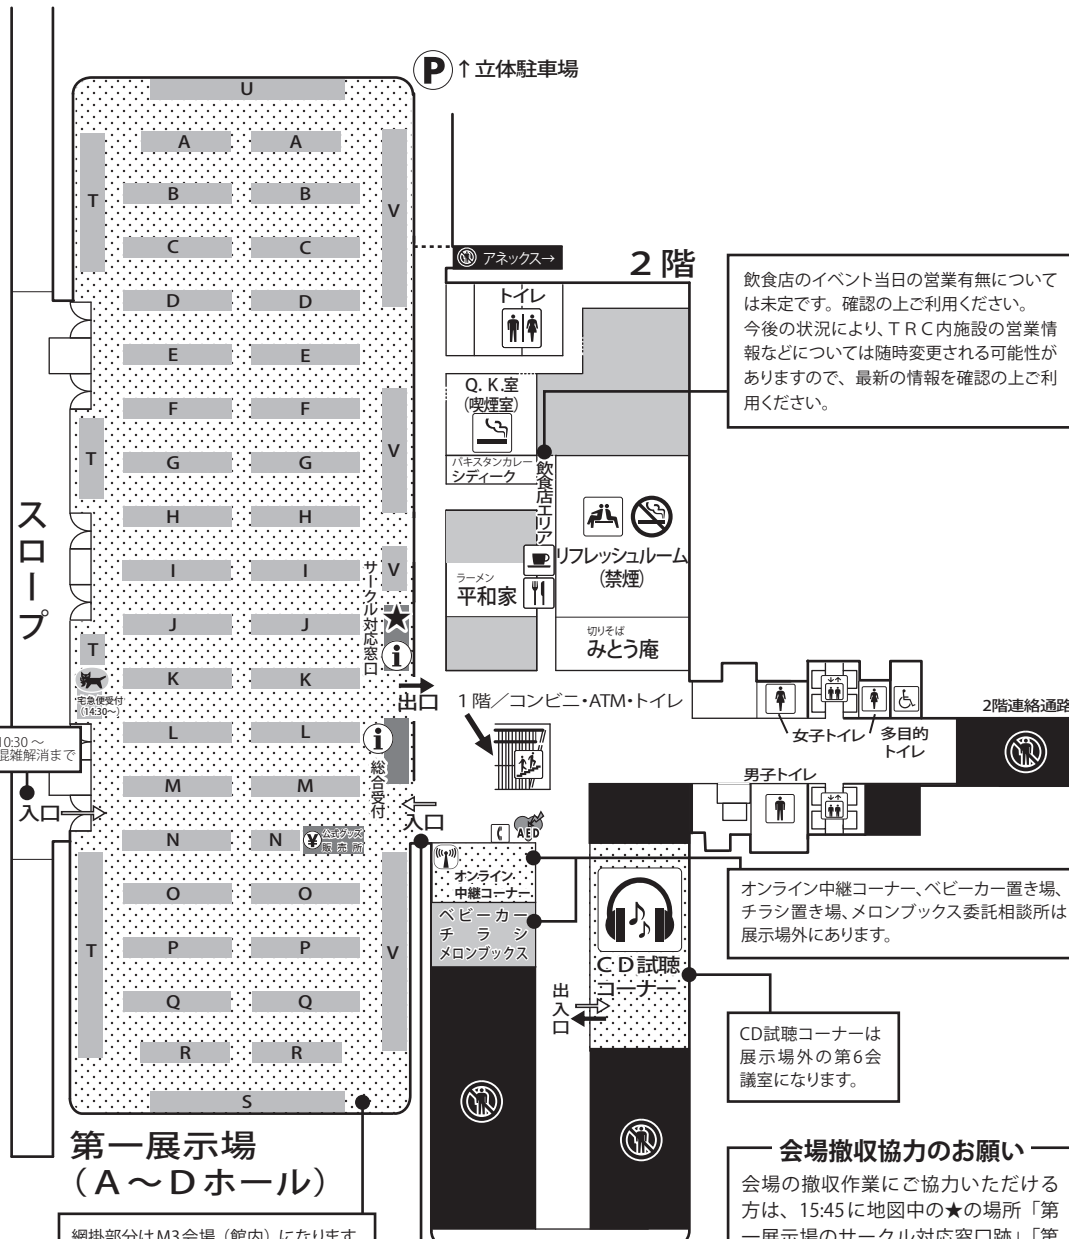 P ↑立体駐車場
U
A A
B B
C C
D D
E E
F F
G G
H H
I I
J J
K K
L L
M M
N N
O O
P P
Q Q
R R
S
T
T
T
T
V
V
V
V
スロープ
サークル対応窓口
★
i
宅急便受付
(14:30〜)
10:30〜
混雑解消まで
入口
出口
i
総合受付
入口
¥ 公式グッズ
販売所
第一展示場
(A〜Dホール)
網掛部分はM3会場(館内)になります
アネックス→
2階
トイレ
Q.K.室
(喫煙室)
パキスタンカレー
シディーク
飲食店エリア
リフレッシュルーム
(禁煙)
ラーメン
平和家
切りそば
みとう庵
1階/コンビニ・ATM・トイレ
AED
オンライン
中継コーナー
ベビーカー
チラシ
メロンブックス
CD試聴
コーナー
出入口
女子トイレ
多目的
トイレ
男子トイレ
2階連絡通路
飲食店のイベント当日の営業有無について
は未定です。確認の上ご利用ください。
今後の状況により、TRC内施設の営業情
報などについては随時変更される可能性が
ありますので、最新の情報を確認の上ご利
用ください。
オンライン中継コーナー、ベビーカー置き場、
チラシ置き場、メロンブックス委託相談所は
展示場外にあります。
CD試聴コーナーは
展示場外の第6会
議室になります。
会場撤収協力のお願い
会場の撤収作業にご協力いただける
方は、15:45に地図中の★の場所「第
一展示場のサークル対応窓口跡」「第